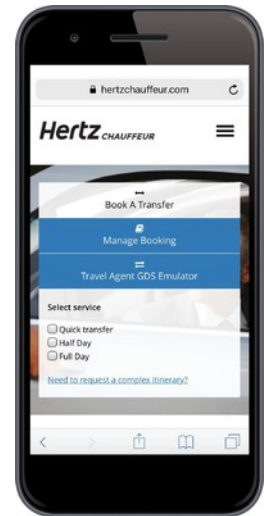 hertzchauffeur.com
Hertz CHAUFFEUR
Book A Transfer
Manage Booking
Travel Agent GDS Emulator
Select service
Quick transfer
Half Day
Full Day
Need to request a complex itinerary?